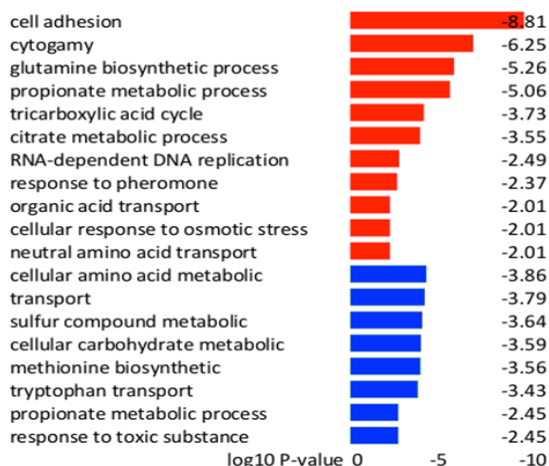 cell adhesion -8.81
cytogamy -6.25
glutamine biosynthetic process -5.26
propionate metabolic process -5.06
tricarboxylic acid cycle -3.73
citrate metabolic process -3.55
RNA-dependent DNA replication -2.49
response to pheromone -2.37
organic acid transport -2.01
cellular response to osmotic stress -2.01
neutral amino acid transport -2.01
cellular amino acid metabolic -3.86
transport -3.79
sulfur compound metabolic -3.64
cellular carbohydrate metabolic -3.59
methionine biosynthetic -3.56
tryptophan transport -3.43
propionate metabolic process -2.45
response to toxic substance -2.45
log10 P-value 0 -5 -10